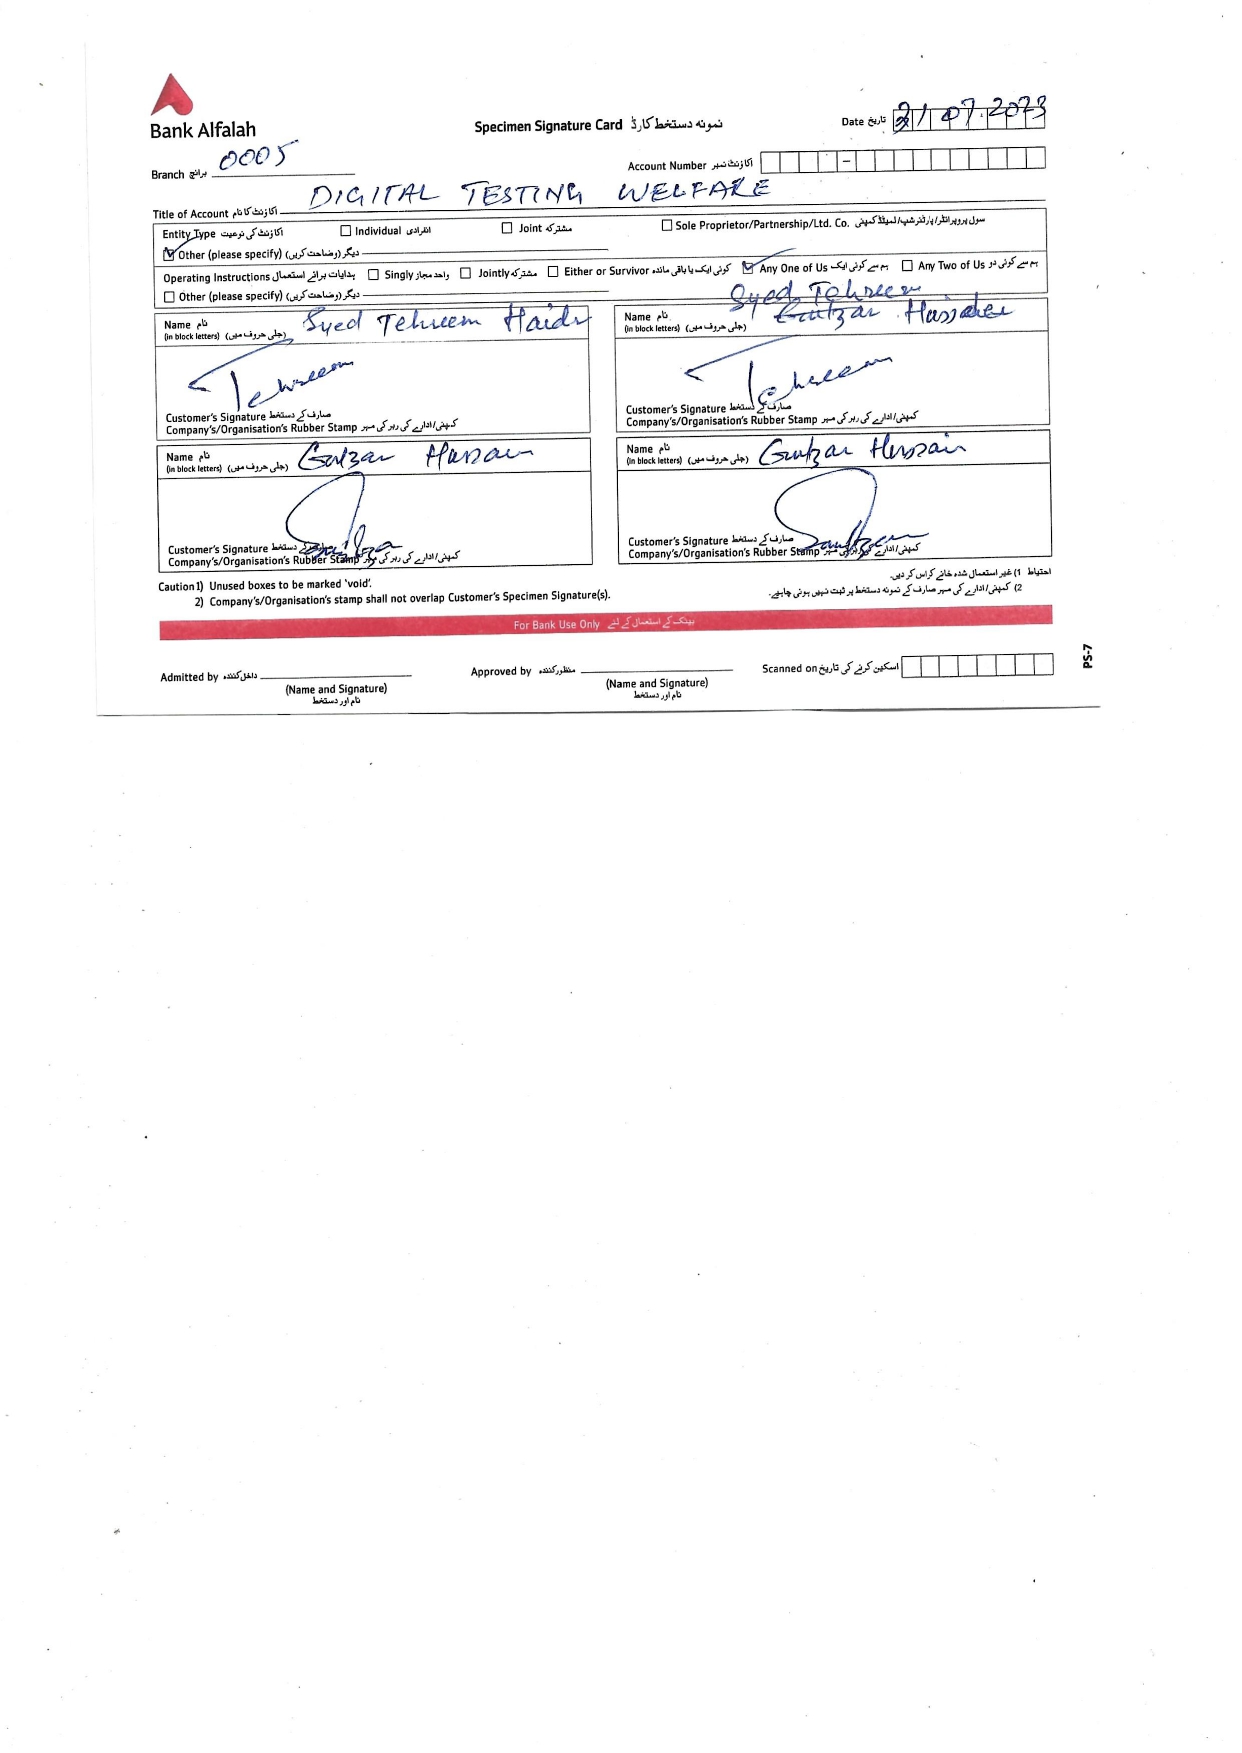 Bank Alfalah
Specimen Signature Card نمونہ دستخط کارڈ
Date تاریخ 21/07.2023
Branch برانچ 0005
Account Number اکاؤنٹ نمبر –
Title of Account اکاؤنٹ کا نام DIGITAL TESTING WELFARE
Entity Type اکاؤنٹ کی نوعیت Individual انفرادی Joint مشترکہ Sole Proprietor/Partnership/Ltd. Co. سول پروپرائٹر/پارٹنرشپ/لمیٹڈ کمپنی
Other (please specify) دیگر (وضاحت کریں)
Operating Instructions ہدایات برائے استعمال Singly واحد مجاز Jointly مشترکہ Either or Survivor کوئی ایک یا باقی ماندہ Any One of Us ہم سے کوئی ایک Any Two of Us ہم سے کوئی دو
Other (please specify) دیگر (وضاحت کریں)
Name نام Syed Tehreem Haider
(in block letters) (جلی حروف میں)
Tehreem
Customer's Signature صارف کے دستخط
Company's/Organisation's Rubber Stamp کمپنی/ادارے کی ربر کی مہر
Syed Tehreem
Name نام Gulzar
(in block letters) (جلی حروف میں)
Tehreem
Customer's Signature صارف کے دستخط
Company's/Organisation's Rubber Stamp کمپنی/ادارے کی ربر کی مہر
Name نام Gulzar Hussain
(in block letters) (جلی حروف میں)
Customer's Signature صارف کے دستخط
Company's/Organisation's Rubber Stamp کمپنی/ادارے کی ربر کی مہر
Name نام Gulzar Hussain
(in block letters) (جلی حروف میں)
Customer's Signature صارف کے دستخط
Company's/Organisation's Rubber Stamp کمپنی/ادارے کی ربر کی مہر
Caution 1) Unused boxes to be marked 'void'.
2) Company's/Organisation's stamp shall not overlap Customer's Specimen Signature(s).
احتیاط 1) غیر استعمال شدہ خانے کراس کر دیں۔
2) کمپنی/ادارے کی مہر صارف کے نمونہ دستخط پر ثبت نہیں ہونی چاہیے۔
For Bank Use Only بینک کے استعمال کے لئے
Admitted by داخل کنندہ
(Name and Signature)
نام اور دستخط
Approved by منظور کنندہ
(Name and Signature)
نام اور دستخط
Scanned on اسکین کرنے کی تاریخ
PS-7